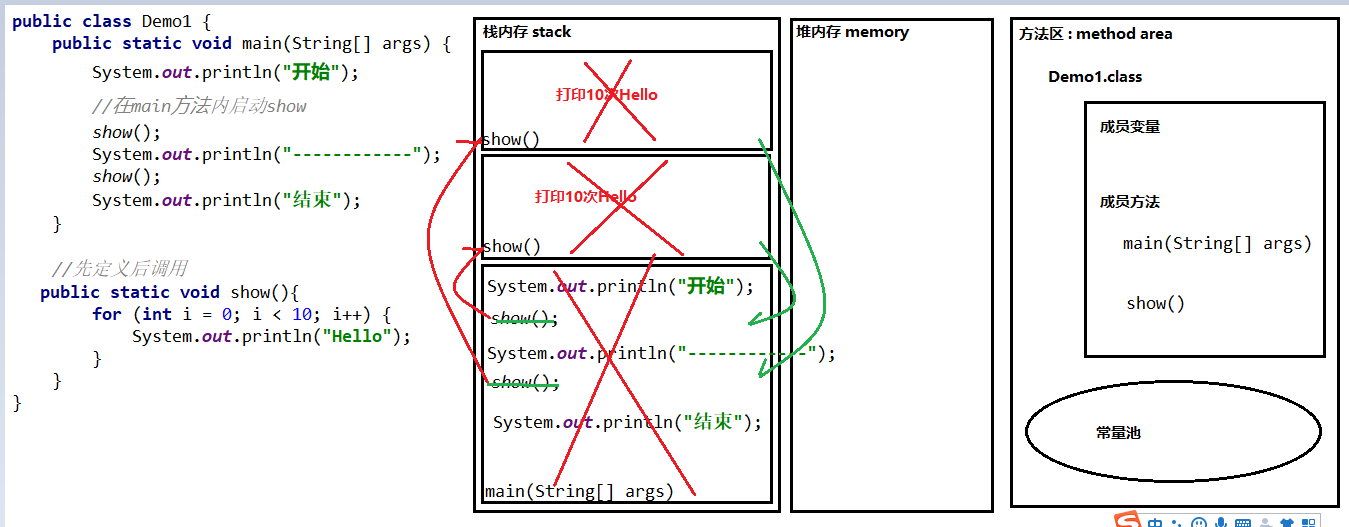 public class Demo1 {
public static void main(String[] args) {
System.out.println("开始");
//在main方法内启动show
show();
System.out.println("------------");
show();
System.out.println("结束");
}
//先定义后调用
public static void show(){
for (int i = 0; i < 10; i++) {
System.out.println("Hello");
}
}
}
栈内存 stack
打印10次Hello
show()
打印10次Hello
show()
System.out.println("开始");
show();
System.out.println("------------");
show();
System.out.println("结束");
main(String[] args)
堆内存 memory
方法区 : method area
Demo1.class
成员变量
成员方法
main(String[] args)
show()
常量池
中